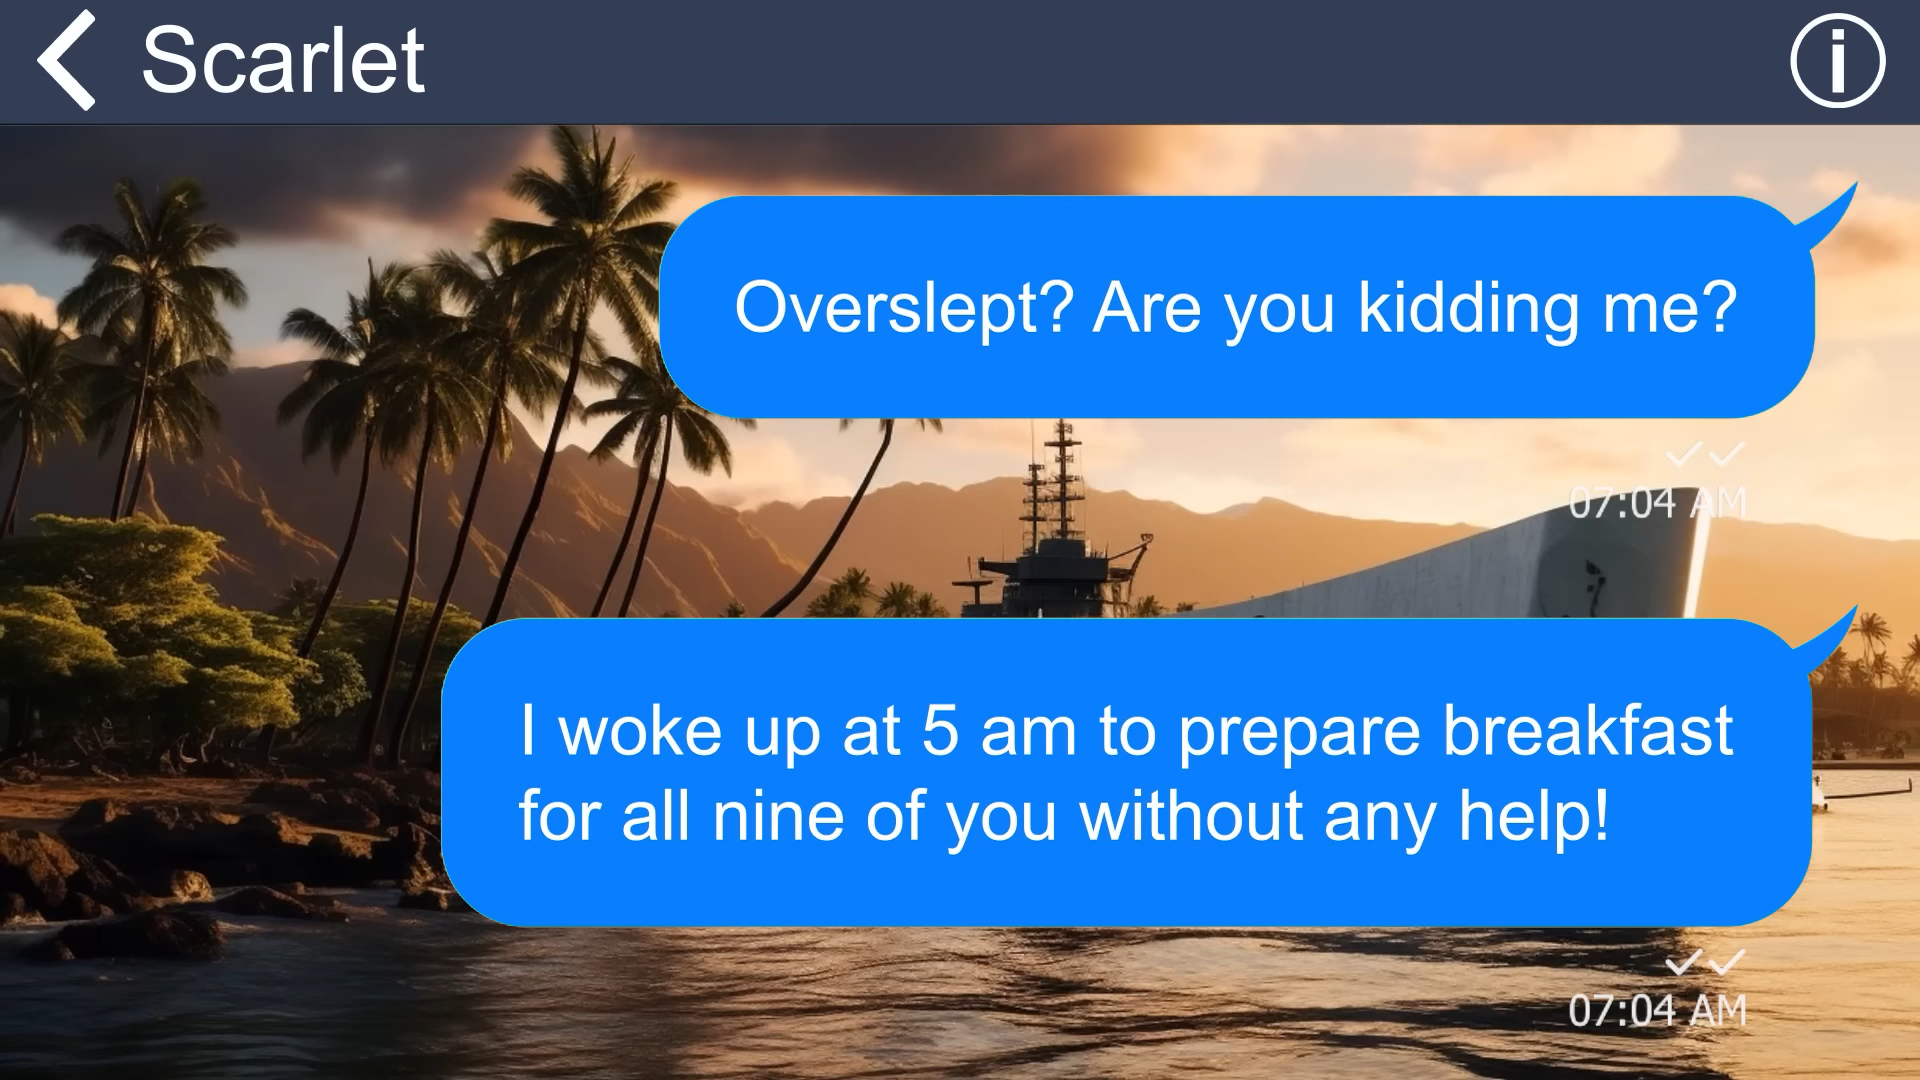 Scarlet
Overslept? Are you kidding me?
07:04 AM
I woke up at 5 am to prepare breakfast
for all nine of you without any help!
07:04 AM